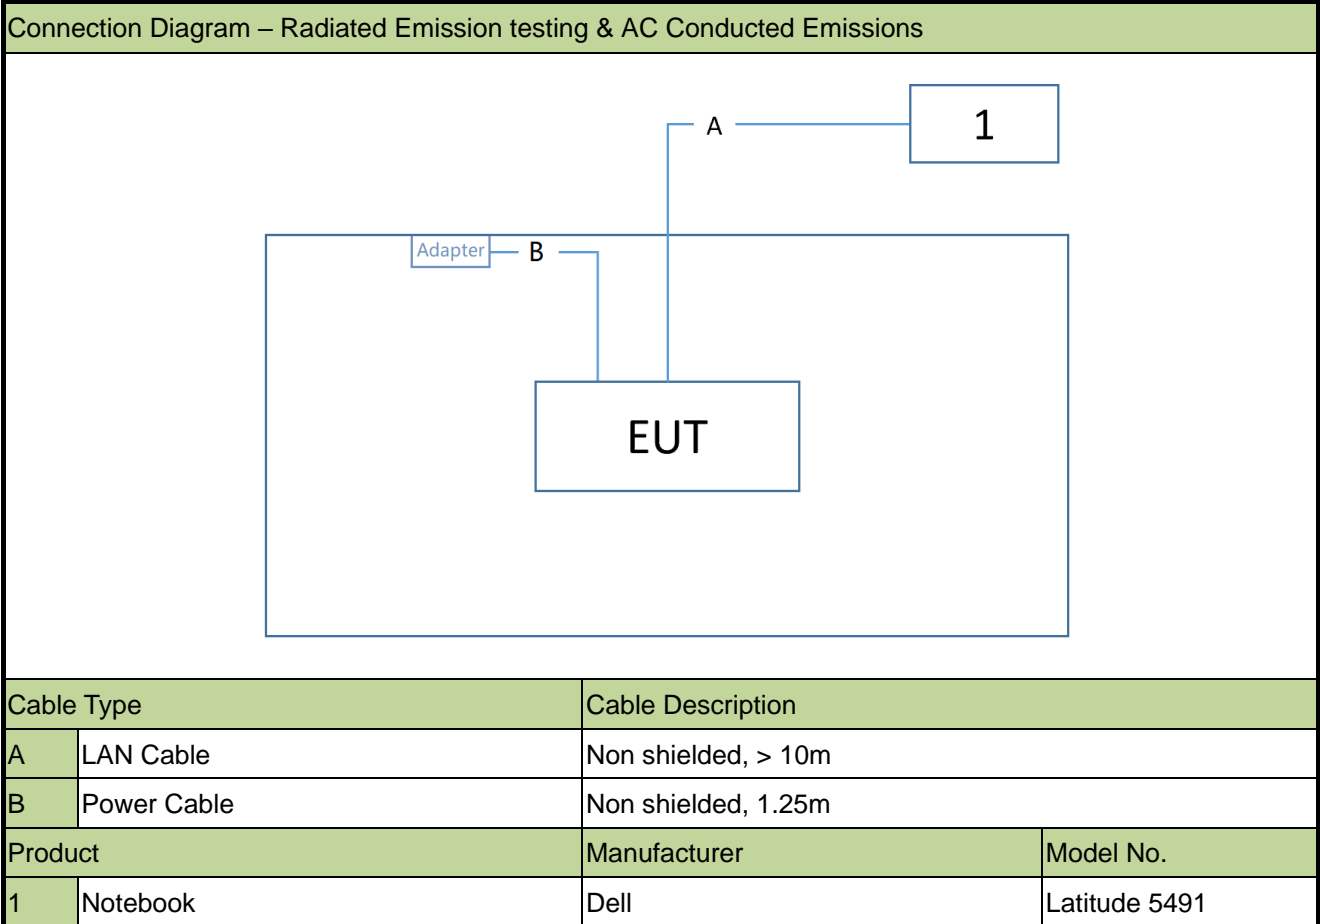 Connection Diagram – Radiated Emission testing & AC Conducted Emissions
A
1
Adapter
B
EUT
Cable Type Cable Description
A LAN Cable Non shielded, > 10m
B Power Cable Non shielded, 1.25m
Product Manufacturer Model No.
1 Notebook Dell Latitude 5491